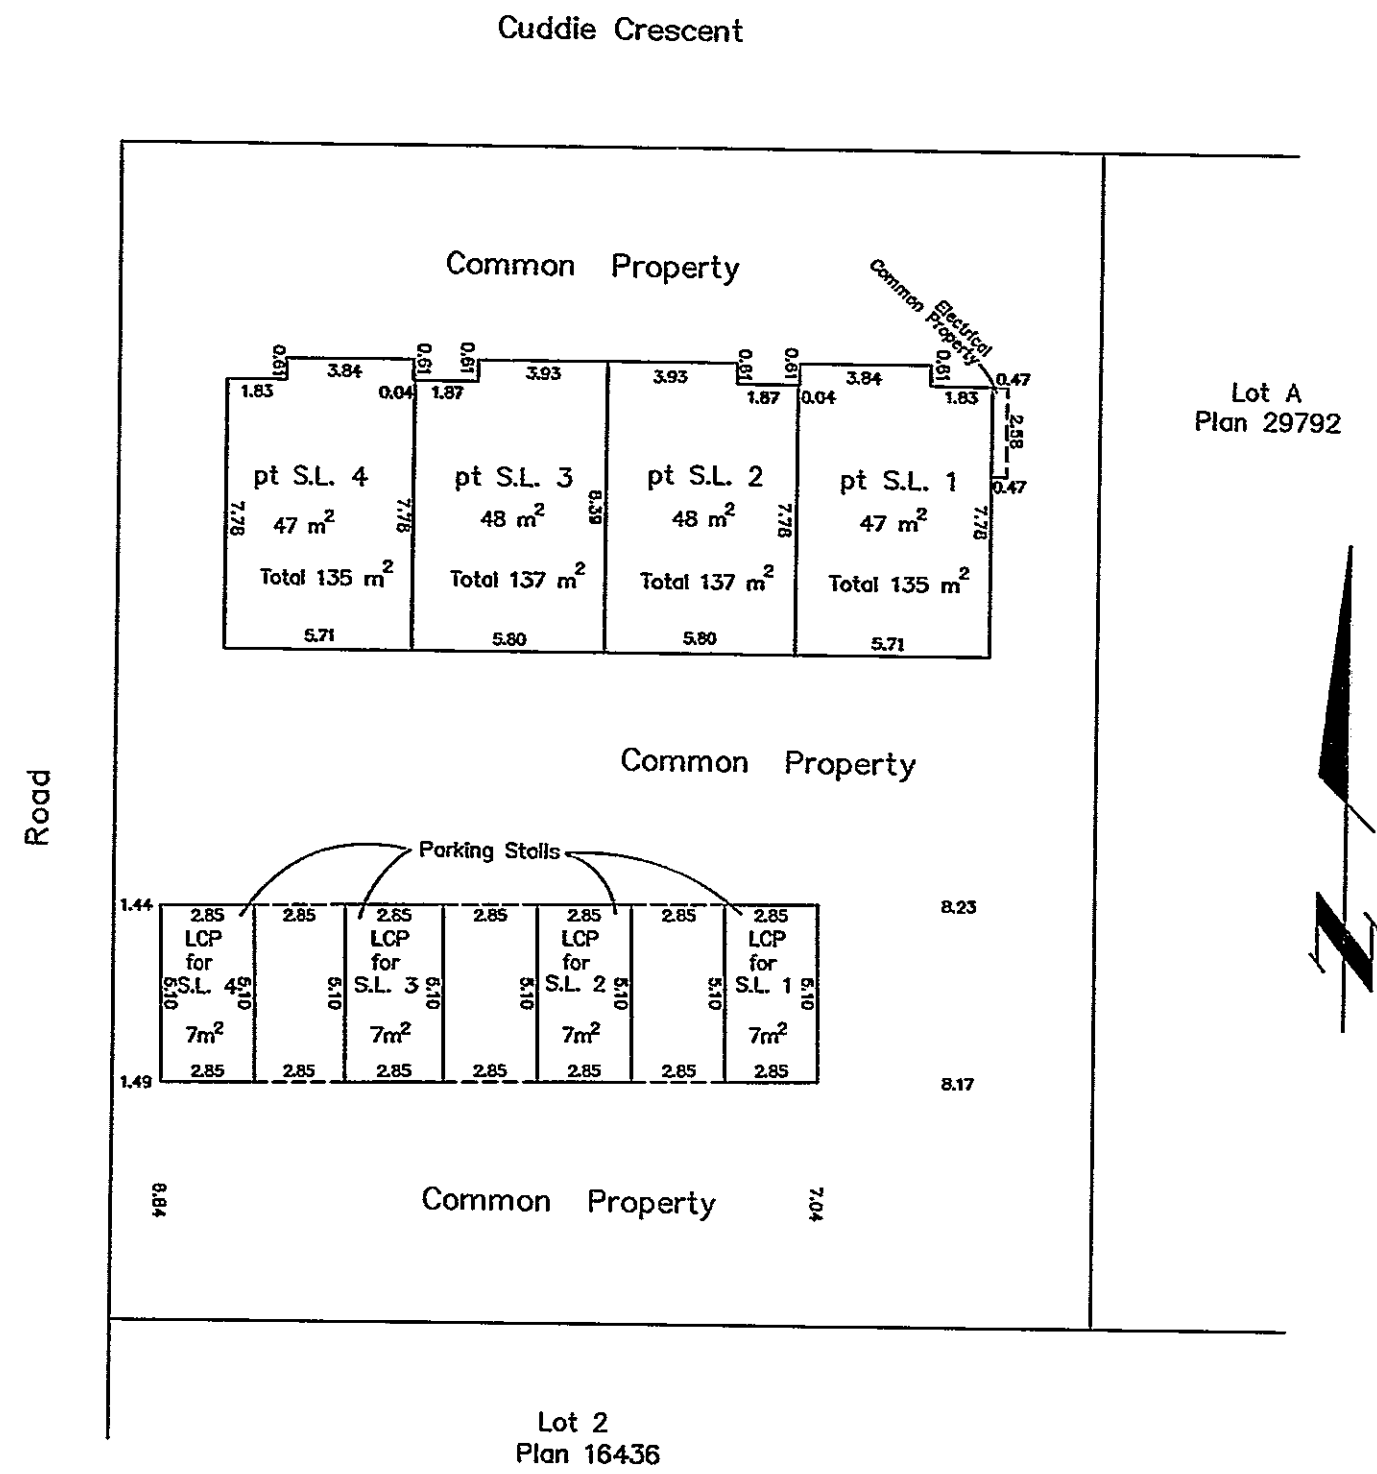 Cuddie Crescent
Common Property
Electrical
Common Property
0.61
3.84
0.61
0.61
3.93
3.93
0.61
0.61
3.84
0.61
0.47
1.83
0.04
1.87
1.87
0.04
1.83
2.58
0.47
Lot A
Plan 29792
pt S.L. 4
47 m²
Total 135 m²
pt S.L. 3
48 m²
Total 137 m²
pt S.L. 2
48 m²
Total 137 m²
pt S.L. 1
47 m²
Total 135 m²
7.78
7.78
8.39
7.78
7.78
5.71
5.80
5.80
5.71
Common Property
Road
Parking Stalls
1.44
2.85
2.85
2.85
2.85
2.85
2.85
2.85
8.23
LCP
for
S.L. 4
7m²
LCP
for
S.L. 3
7m²
LCP
for
S.L. 2
7m²
LCP
for
S.L. 1
7m²
5.10
5.10
5.10
5.10
5.10
5.10
5.10
5.10
1.49
2.85
2.85
2.85
2.85
2.85
2.85
2.85
8.17
Common Property
7.04
N
Lot 2
Plan 16436